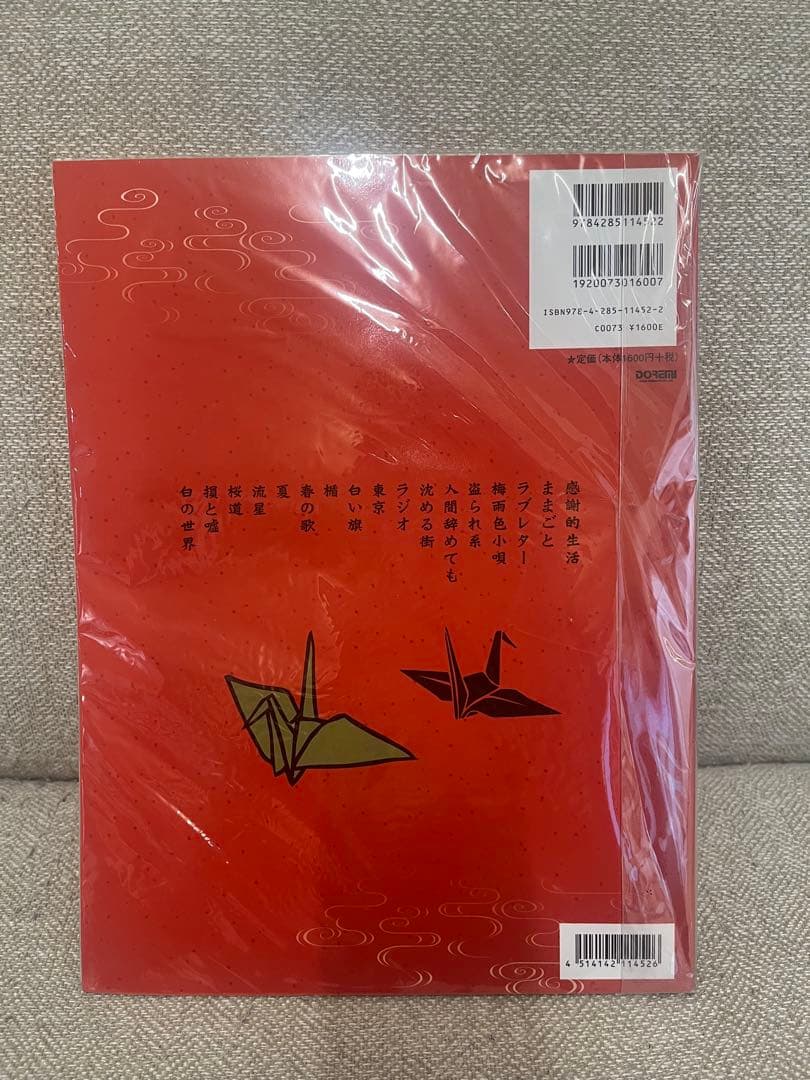 9784285114522
1920073016007
ISBN978-4-285-11452-2
C0073 ¥1600E
★定価(本体1600円+税)
DOREMI
感謝的生活
ままごと
ラブレター
梅雨色小唄
盗られ系
人間辞めても
沈める街
ラジオ
東京
白い旗
楯
春の歌
夏
流星
桜道
損と嘘
白の世界
4514142114526